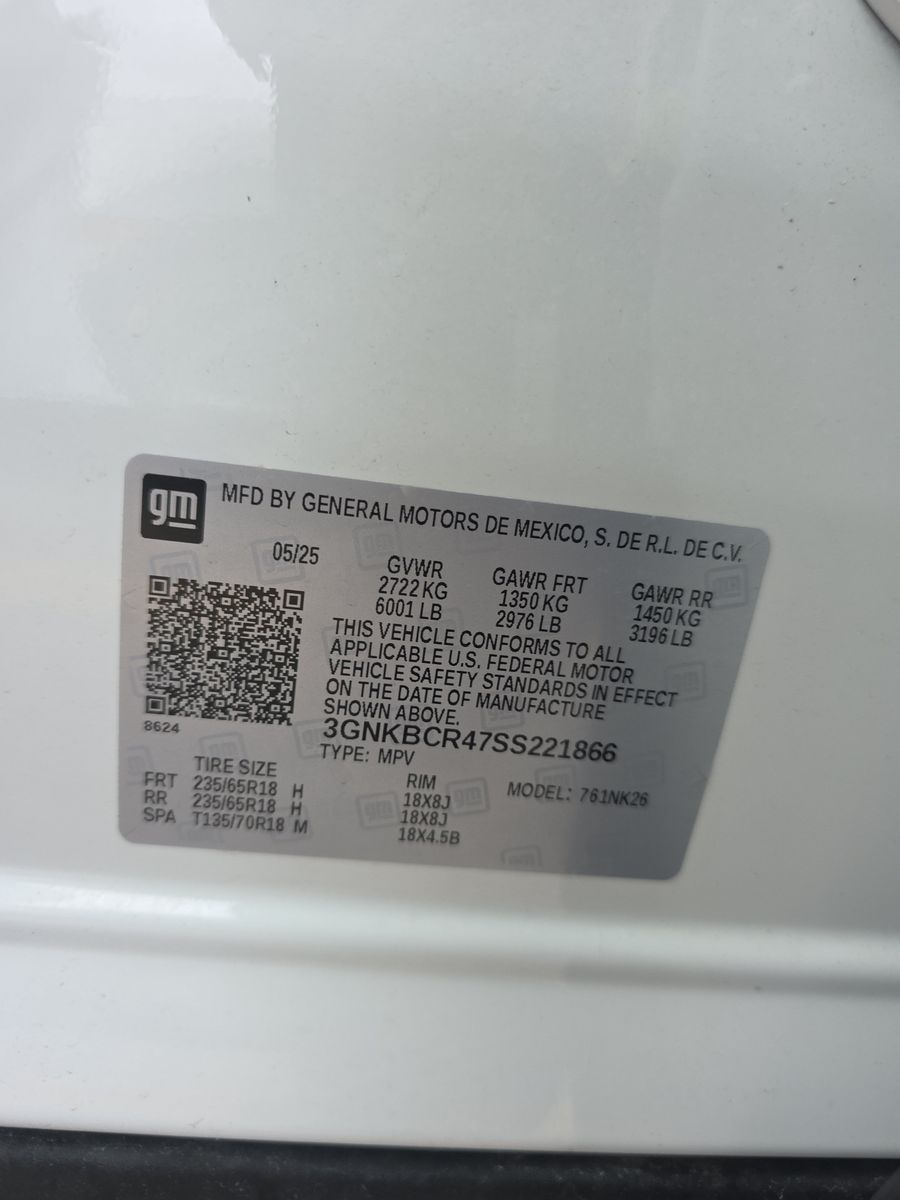 gm
MFD BY GENERAL MOTORS DE MEXICO, S. DE R.L. DE C.V.
05/25
GVWR
2722 KG
6001 LB
GAWR FRT
1350 KG
2976 LB
GAWR RR
1450 KG
3196 LB
THIS VEHICLE CONFORMS TO ALL
APPLICABLE U.S. FEDERAL MOTOR
VEHICLE SAFETY STANDARDS IN EFFECT
ON THE DATE OF MANUFACTURE
SHOWN ABOVE.
8624
3GNKBCR47SS221866
TYPE: MPV
MODEL: 761NK26
TIRE SIZE RIM
FRT 235/65R18 H 18X8J
RR 235/65R18 H 18X8J
SPA T135/70R18 M 18X4.5B